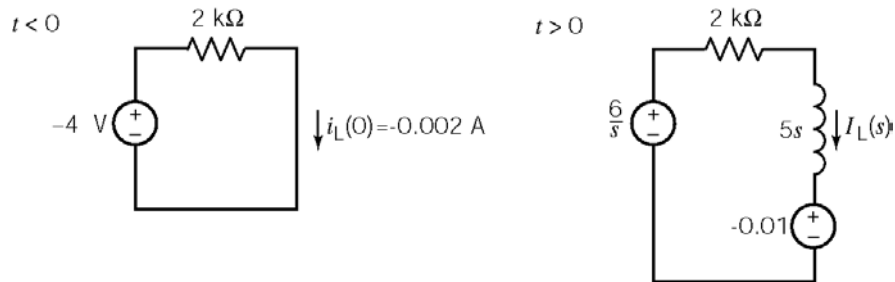 t < 0
2 kΩ
−4 V
+
−
i_L(0)=-0.002 A
t > 0
2 kΩ
6/s
+
−
5s
I_L(s)=
-0.01
+
−